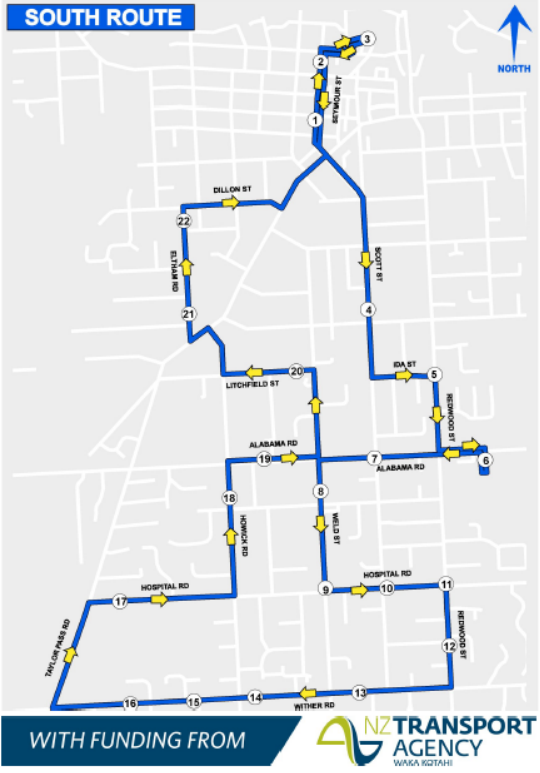 SOUTH ROUTE
NORTH
3
2
SEYMOUR ST
1
DILLON ST
22
ELTHAM RD
SCOTT ST
21
4
IDA ST
5
20
LITCHFIELD ST
REDWOOD ST
ALABAMA RD
19
7
6
ALABAMA RD
18
8
HOWICK RD
WELD ST
HOSPITAL RD
9
10
11
HOSPITAL RD
17
REDWOOD ST
12
TAYLOR PASS RD
16
15
14
13
WITHER RD
WITH FUNDING FROM
NZTRANSPORT
AGENCY
WAKA KOTAHI